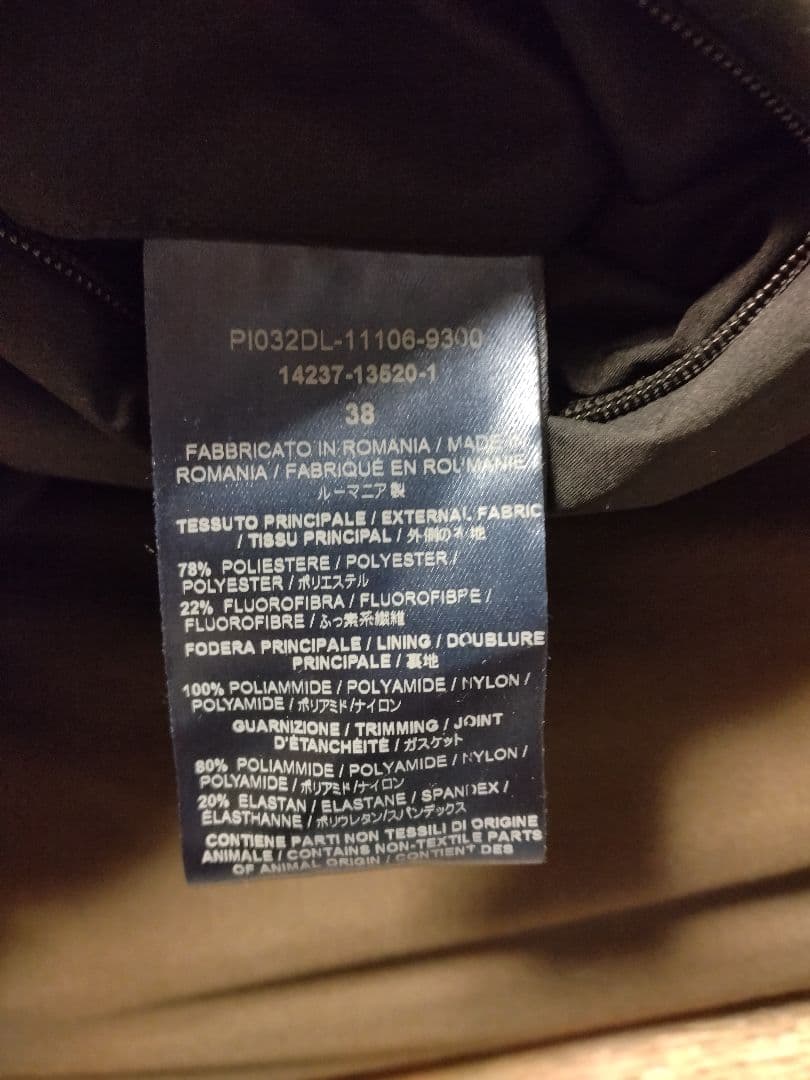 PI032DL-11106-9300
14237-13520-1
38
FABBRICATO IN ROMANIA / MADE IN
ROMANIA / FABRIQUÉ EN ROUMANIE
ルーマニア製
TESSUTO PRINCIPALE / EXTERNAL FABRIC
/ TISSU PRINCIPAL / 外側の生地
78% POLIESTERE / POLYESTER /
POLYESTER / ポリエステル
22% FLUOROFIBRA / FLUOROFIBRE /
FLUOROFIBRE / ふっ素系繊維
FODERA PRINCIPALE / LINING / DOUBLURE
PRINCIPALE / 裏地
100% POLIAMMIDE / POLYAMIDE / NYLON /
POLYAMIDE / ポリアミド/ナイロン
GUARNIZIONE / TRIMMING / JOINT
D'ÉTANCHÉITÉ / ガスケット
80% POLIAMMIDE / POLYAMIDE / NYLON /
POLYAMIDE / ポリアミド/ナイロン
20% ELASTAN / ELASTANE / SPANDEX /
ÉLASTHANNE / ポリウレタン/スパンデックス
CONTIENE PARTI NON TESSILI DI ORIGINE
ANIMALE / CONTAINS NON-TEXTILE PARTS
OF ANIMAL ORIGIN / CONTIENT DES